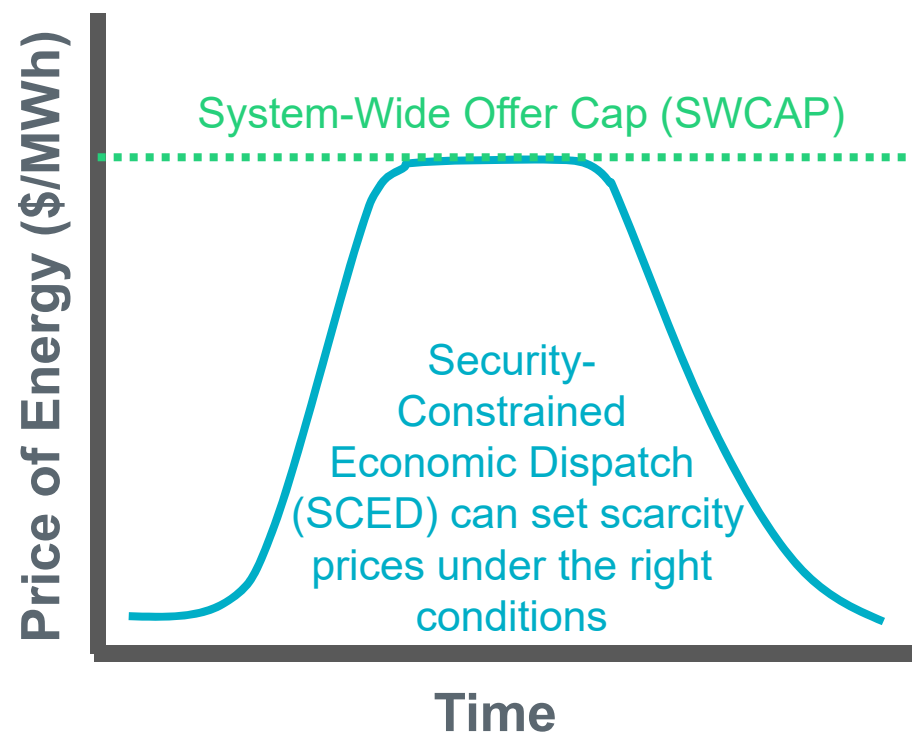 Price of Energy ($/MWh)
System-Wide Offer Cap (SWCAP)
Security-
Constrained
Economic Dispatch
(SCED) can set scarcity
prices under the right
conditions
Time